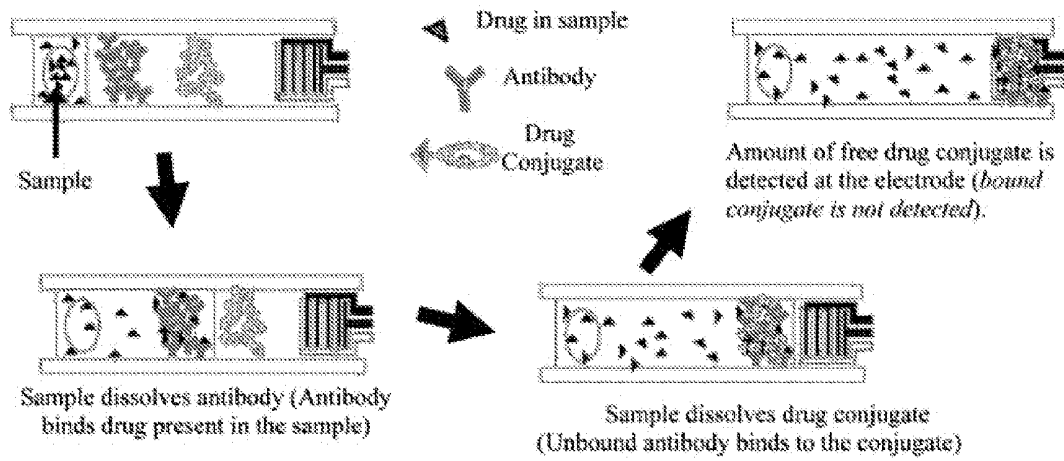 Drug in sample
Antibody
Drug
Conjugate
Sample
Amount of free drug conjugate is
detected at the electrode (bound
conjugate is not detected).
Sample dissolves antibody (Antibody
binds drug present in the sample)
Sample dissolves drug conjugate
(Unbound antibody binds to the conjugate)